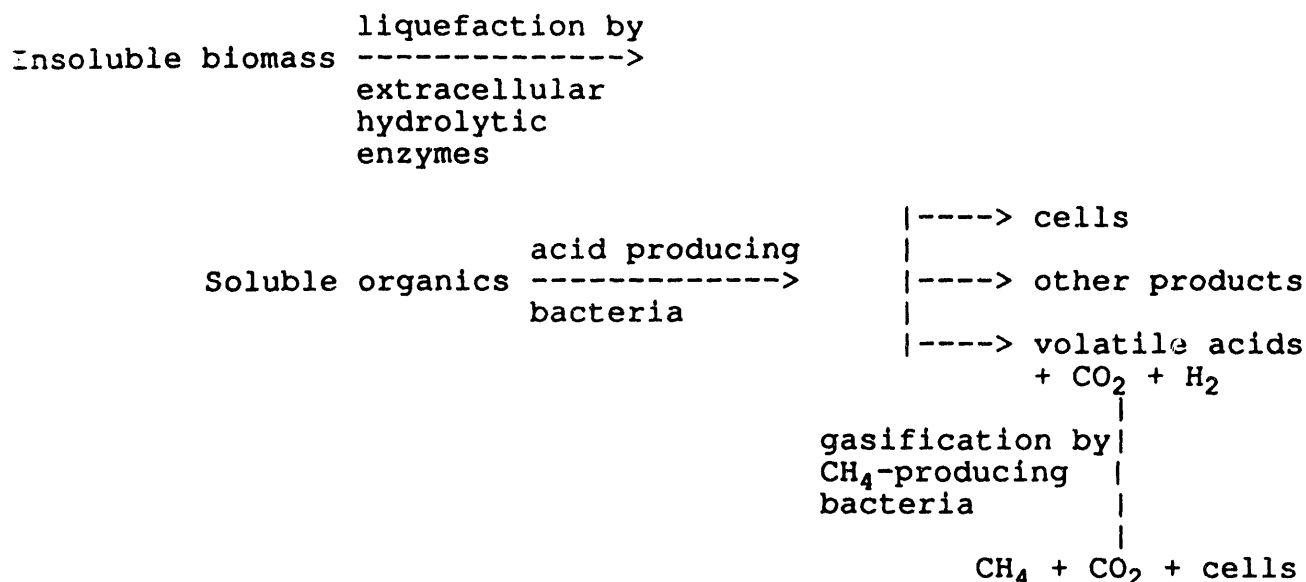 liquefaction by
Insoluble biomass -------------->
extracellular
hydrolytic
enzymes
|----> cells
acid producing |
Soluble organics -------------> |----> other products
bacteria |
|----> volatile acids
+ CO₂ + H₂
|
gasification by|
CH₄-producing |
bacteria |
|
CH₄ + CO₂ + cells